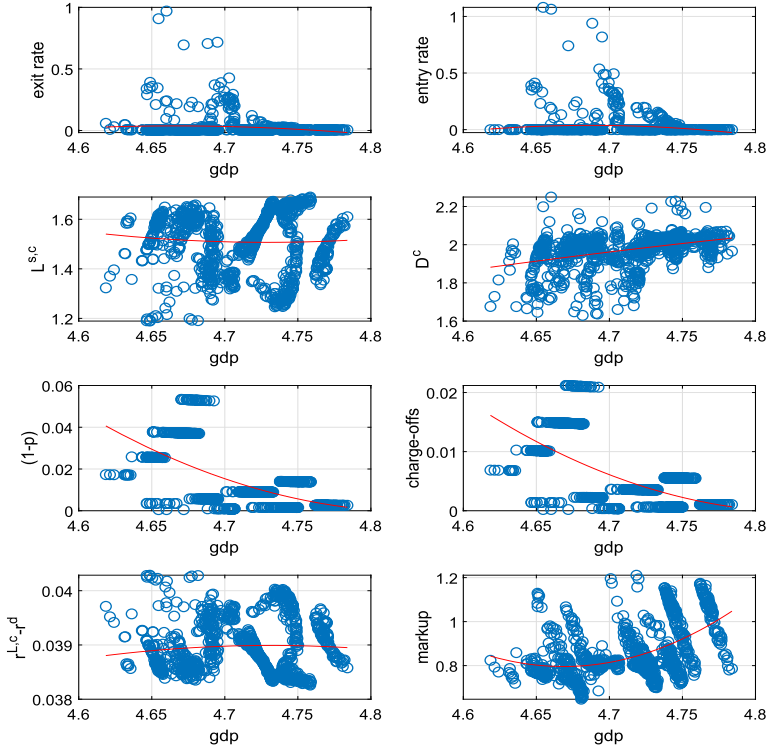 exit rate
1
0.5
0
4.6 4.65 4.7 4.75 4.8
gdp
entry rate
1
0.5
0
4.6 4.65 4.7 4.75 4.8
gdp
L^s,c
1.6
1.4
1.2
4.6 4.65 4.7 4.75 4.8
gdp
D^c
2.2
2
1.8
1.6
4.6 4.65 4.7 4.75 4.8
gdp
(1-p)
0.06
0.04
0.02
0
4.6 4.65 4.7 4.75 4.8
gdp
charge-offs
0.02
0.01
0
4.6 4.65 4.7 4.75 4.8
gdp
r^L,c-r^d
0.04
0.039
0.038
4.6 4.65 4.7 4.75 4.8
gdp
markup
1.2
1
0.8
4.6 4.65 4.7 4.75 4.8
gdp